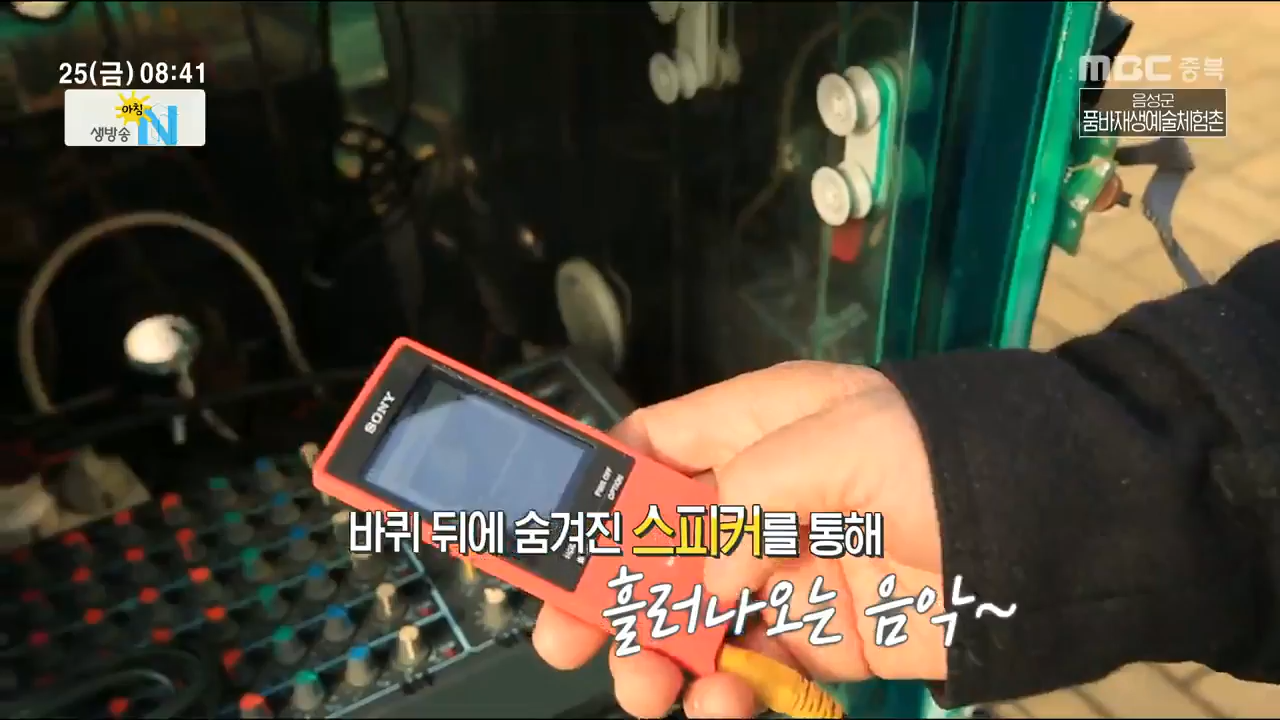 25(금) 08:41
아침
생방송 N
MBC 충북
음성군
품바재생예술체험촌
SONY
PWR OFF
OPTION
바퀴 뒤에 숨겨진 스피커를 통해
흘러나오는 음악~